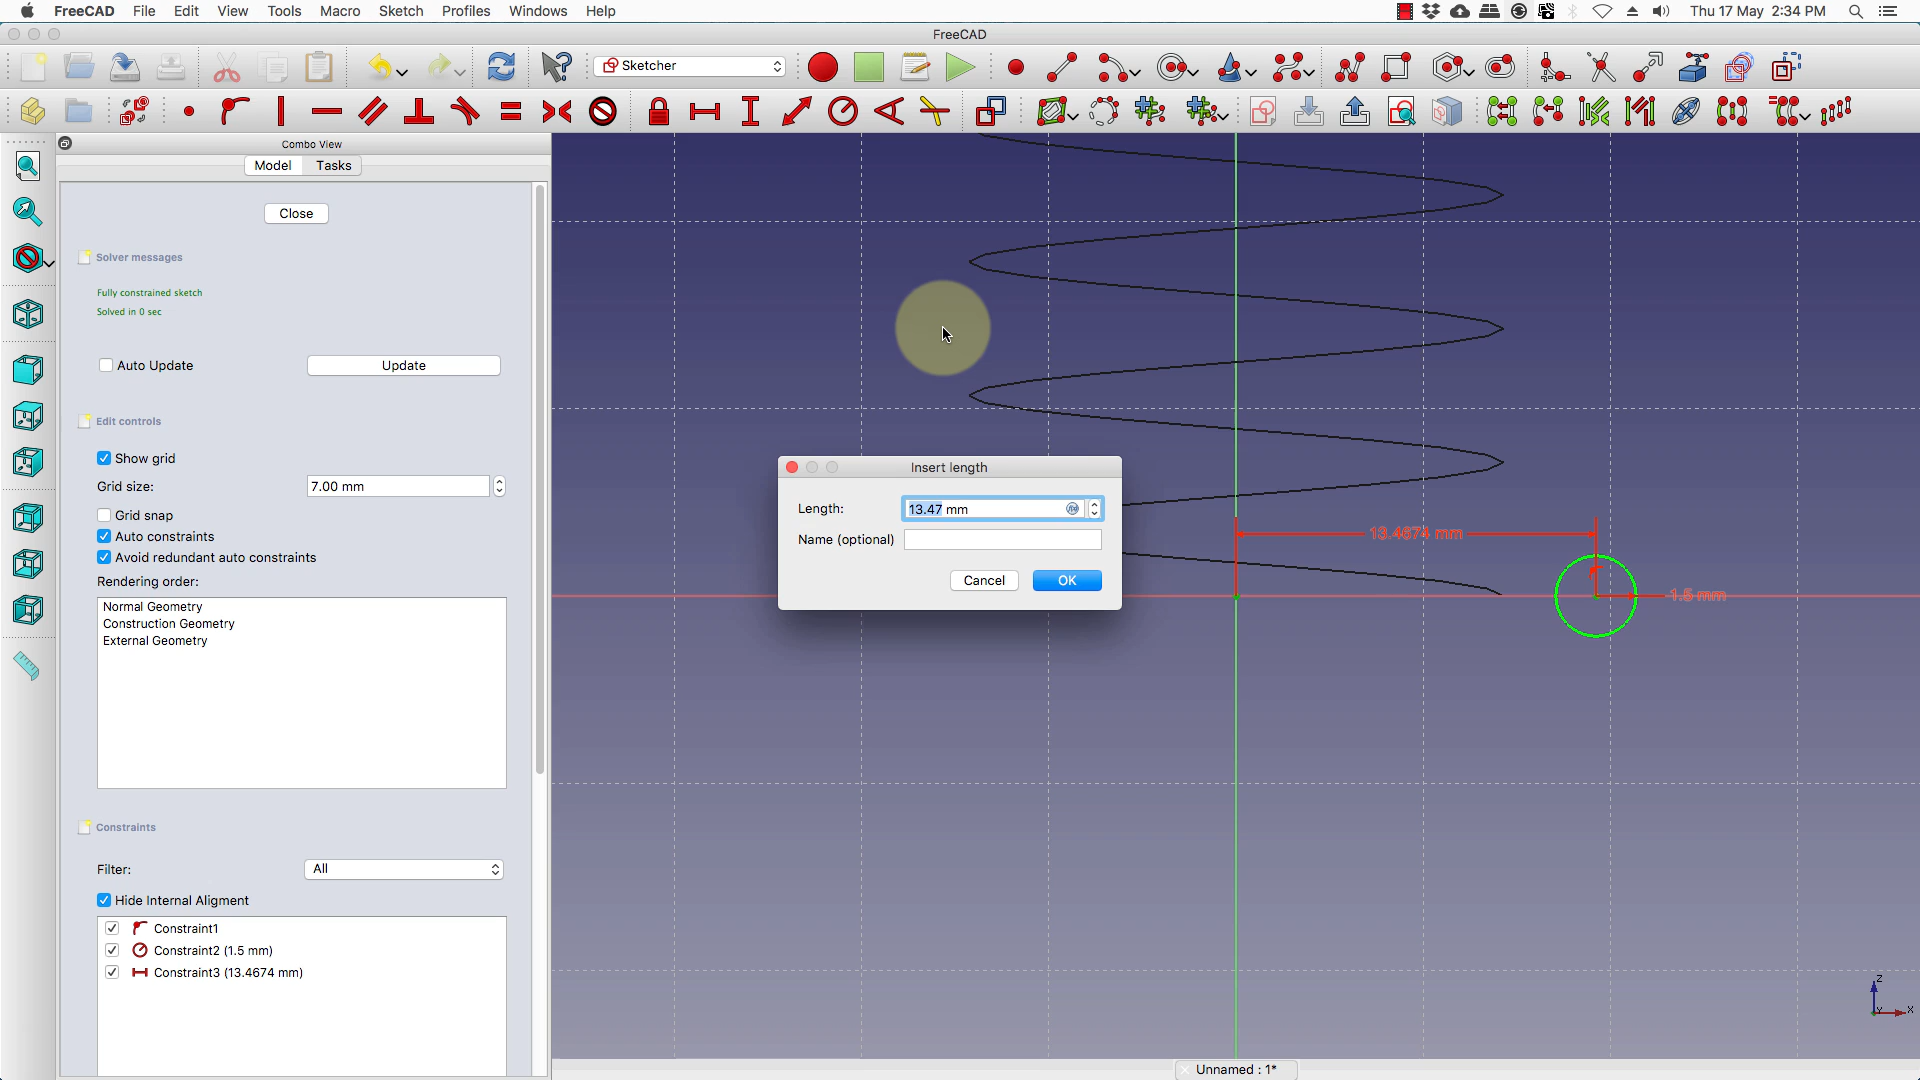 FreeCAD File Edit View Tools Macro Sketch Profiles Windows Help Thu 17 May 2:34 PM
FreeCAD
Sketcher
Combo View
Model Tasks
Close
Solver messages
Fully constrained sketch
Solved in 0 sec
Auto Update Update
Edit controls
Show grid
Grid size: 7.00 mm
Grid snap
Auto constraints
Avoid redundant auto constraints
Rendering order:
Normal Geometry
Construction Geometry
External Geometry
Constraints
Filter: All
Hide Internal Aligment
Constraint1
Constraint2 (1.5 mm)
Constraint3 (13.4674 mm)
Insert length
Length: 13.47 mm
Name (optional)
Cancel OK
13.4674 mm
1.5 mm
Z
Y X
Unnamed : 1*